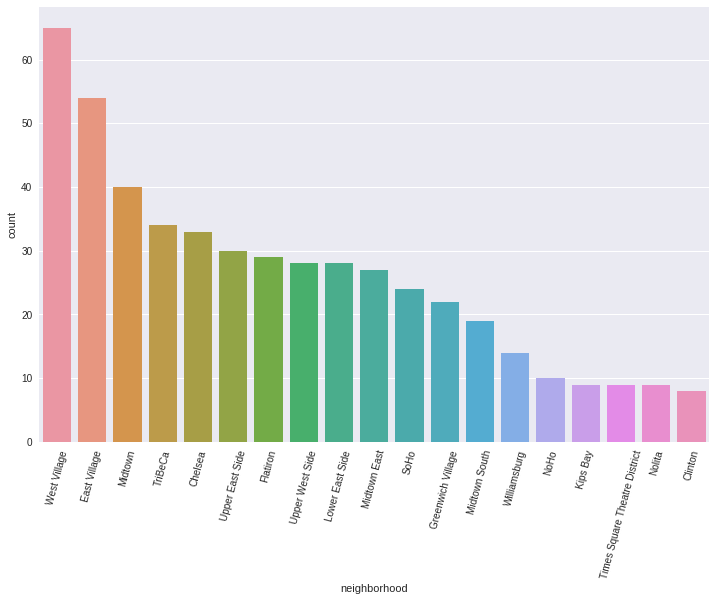 60
50
40
30
20
10
0
count
West Village
East Village
Midtown
TriBeCa
Chelsea
Upper East Side
Flatiron
Upper West Side
Lower East Side
Midtown East
SoHo
Greenwich Village
Midtown South
Williamsburg
NoHo
Kips Bay
Times Square Theatre District
Nolita
Clinton
neighborhood